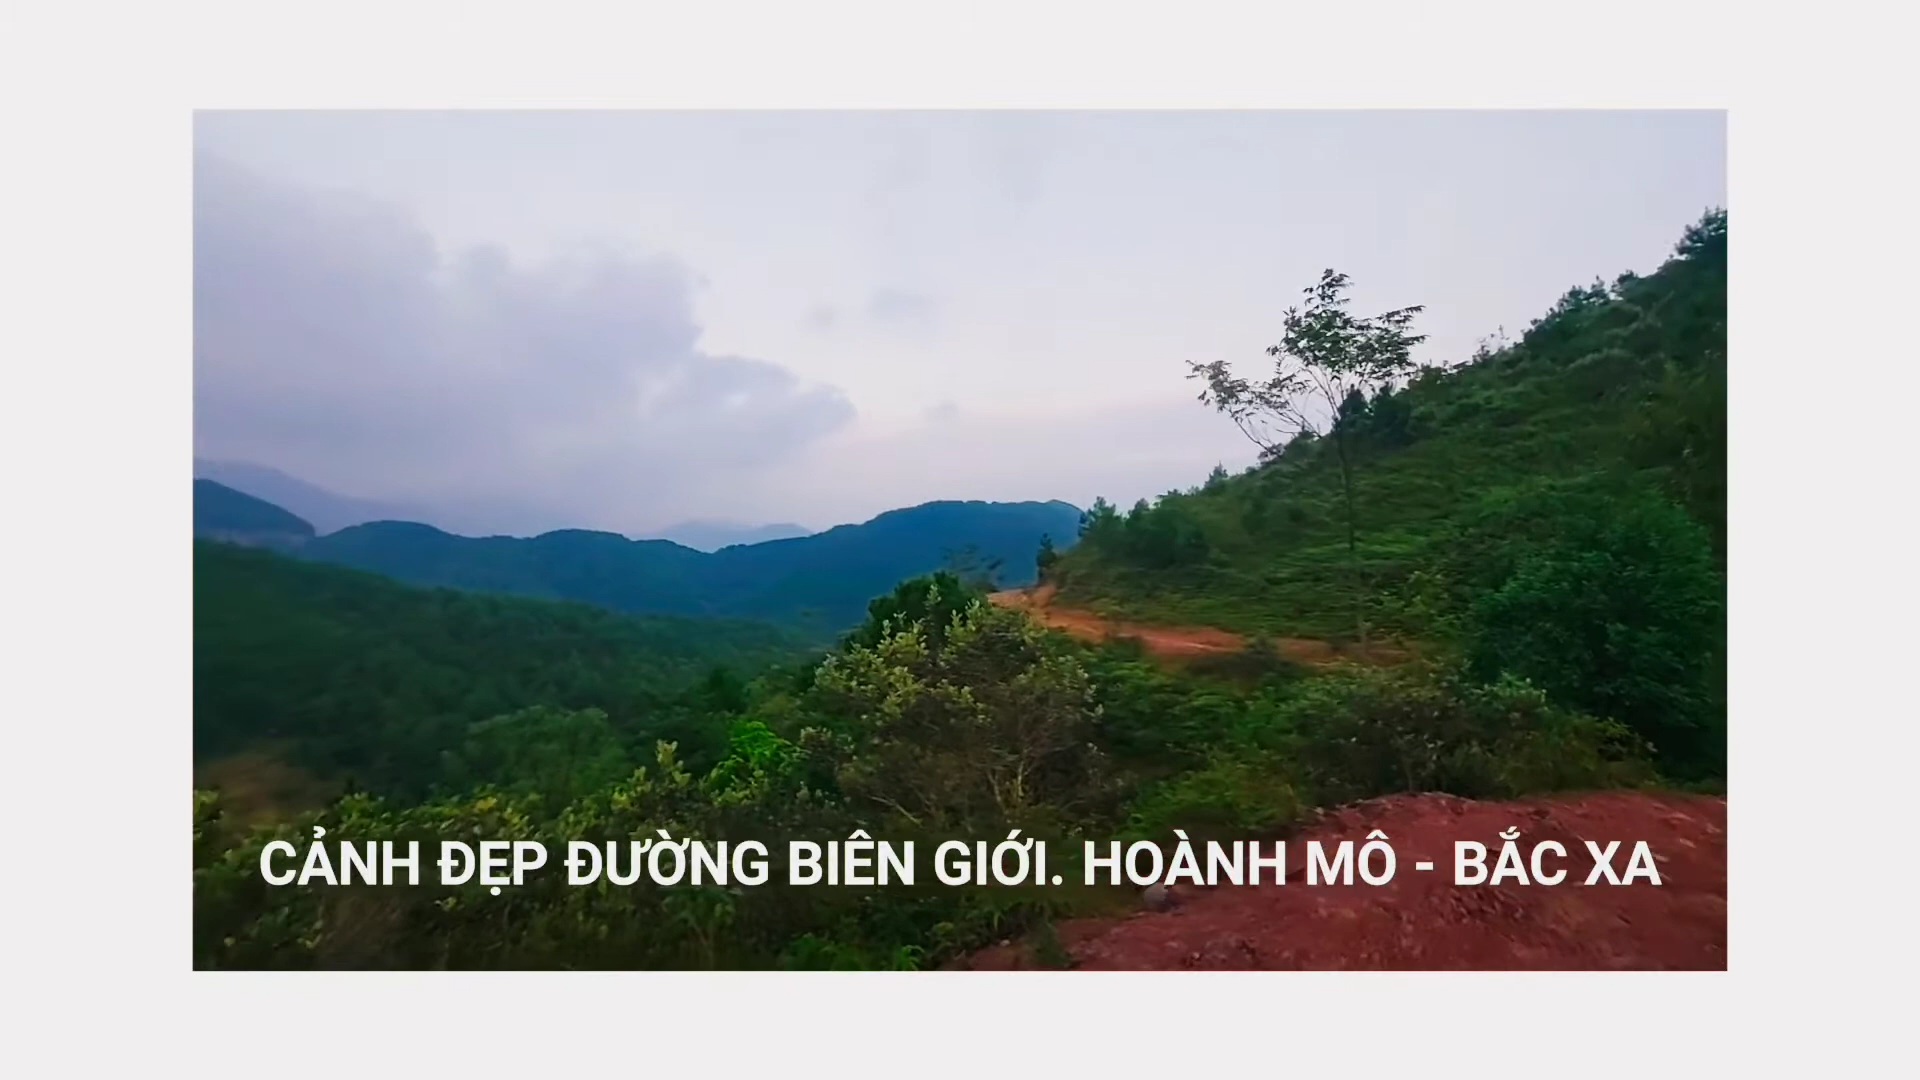 CẢNH ĐẸP ĐƯỜNG BIÊN GIỚI. HOÀNH MÔ - BẮC XA